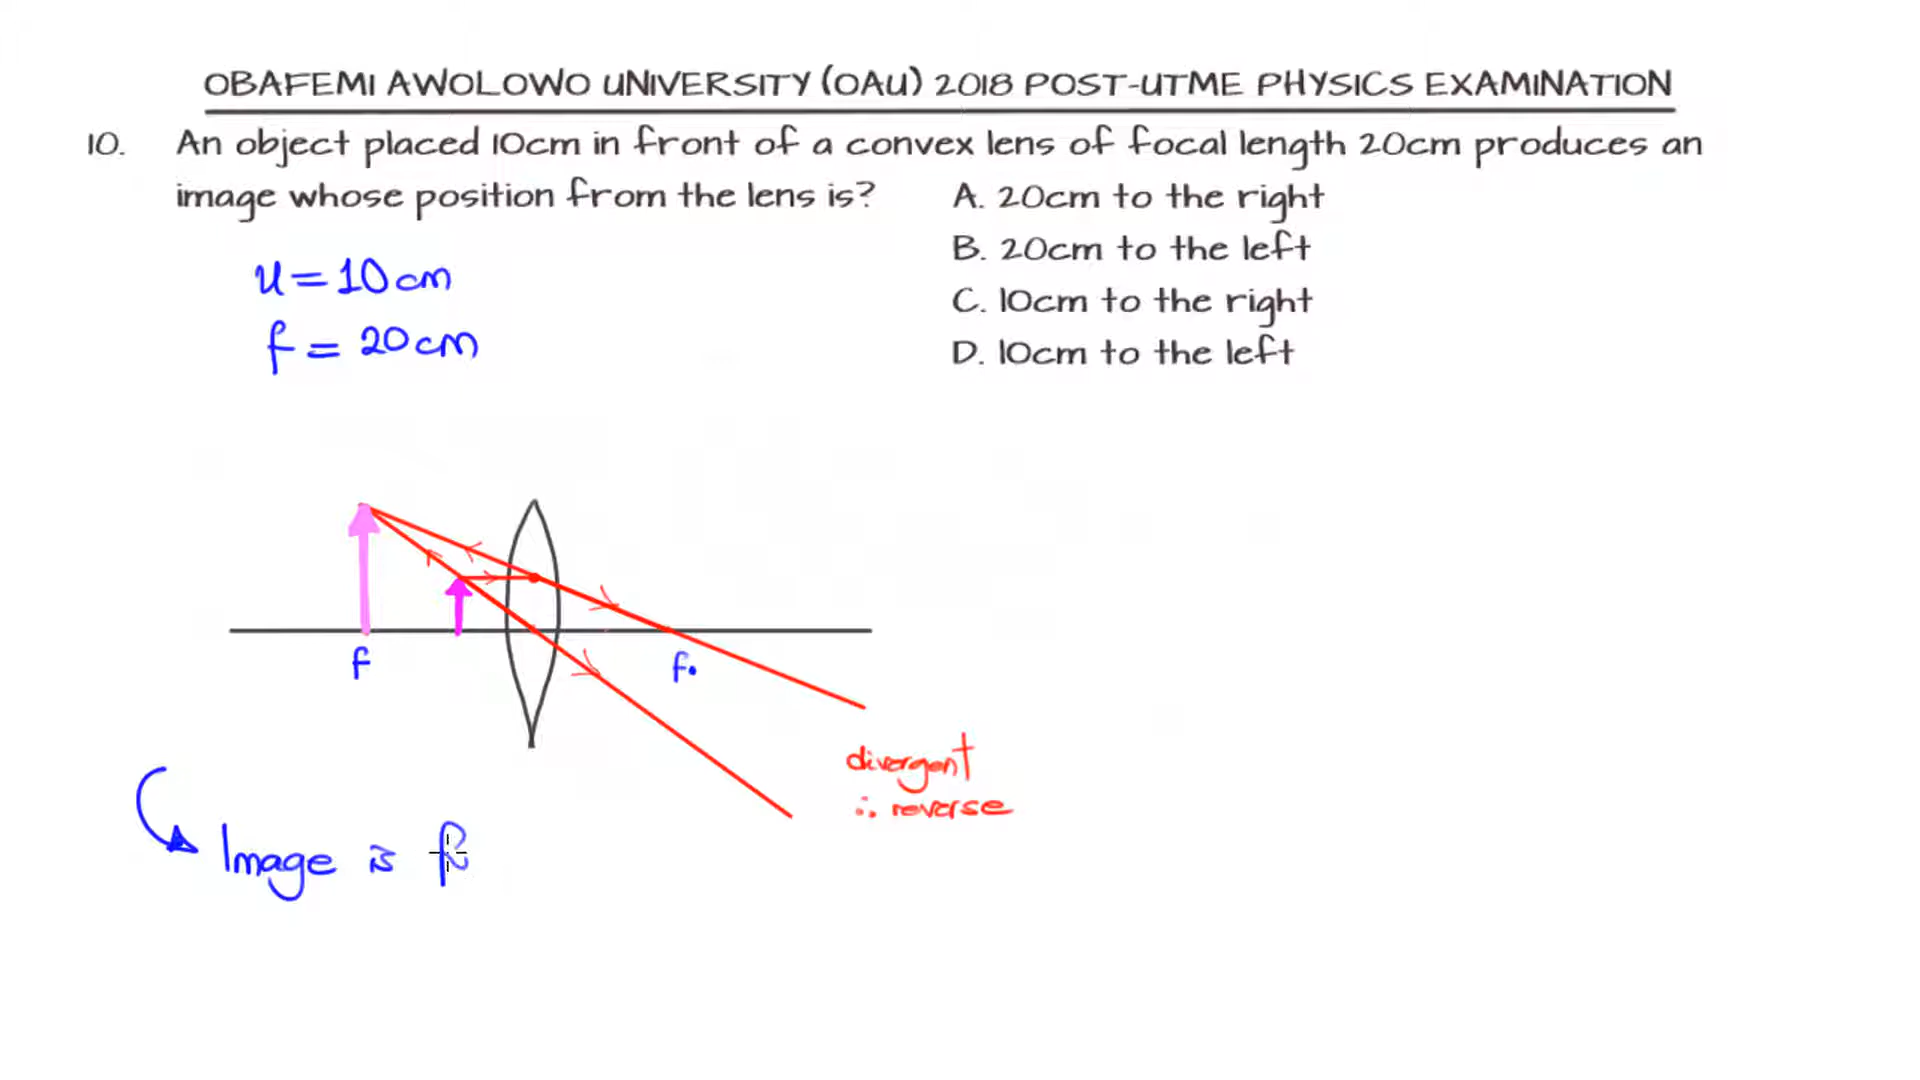 OBAFEMI AWOLOWO UNIVERSITY (OAU) 2018 POST-UTME PHYSICS EXAMINATION
10. An object placed 10cm in front of a convex lens of focal length 20cm produces an
image whose position from the lens is?
A. 20cm to the right
B. 20cm to the left
C. 10cm to the right
D. 10cm to the left
u = 10cm
f = 20cm
f
f.
divergent
∴ reverse
Image is